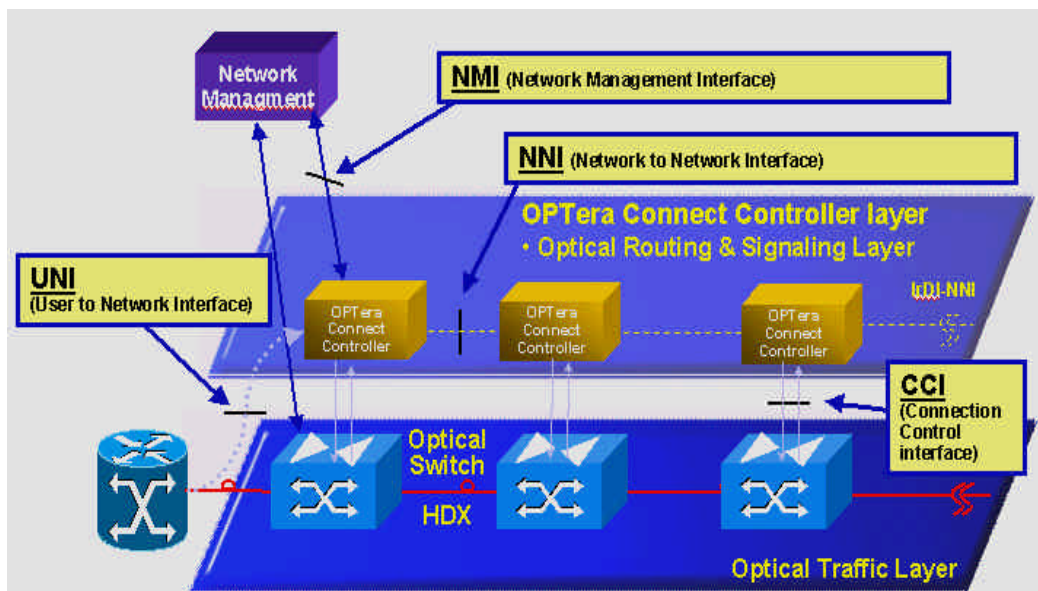 Network
Managment
NMI (Network Management Interface)
NNI (Network to Network Interface)
OPTera Connect Controller layer
• Optical Routing & Signaling Layer
UNI
(User to Network Interface)
IrDI-NNI
OPTera
Connect
Controller
OPTera
Connect
Controller
OPTera
Connect
Controller
CCI
(Connection
Control
interface)
Optical
Switch
HDX
Optical Traffic Layer